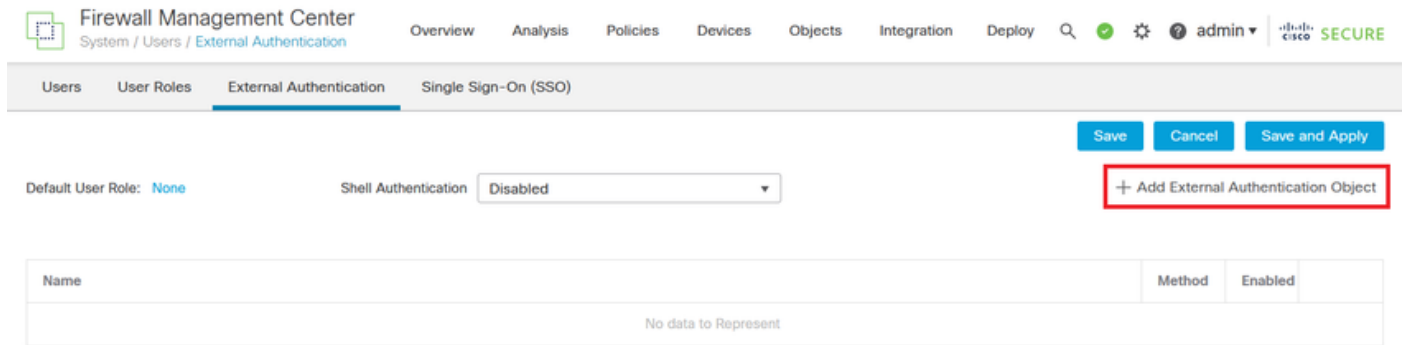 Firewall Management Center
System / Users / External Authentication
Overview Analysis Policies Devices Objects Integration Deploy admin cisco SECURE
Users User Roles External Authentication Single Sign-On (SSO)
Save Cancel Save and Apply
Default User Role: None Shell Authentication Disabled + Add External Authentication Object
Name Method Enabled
No data to Represent